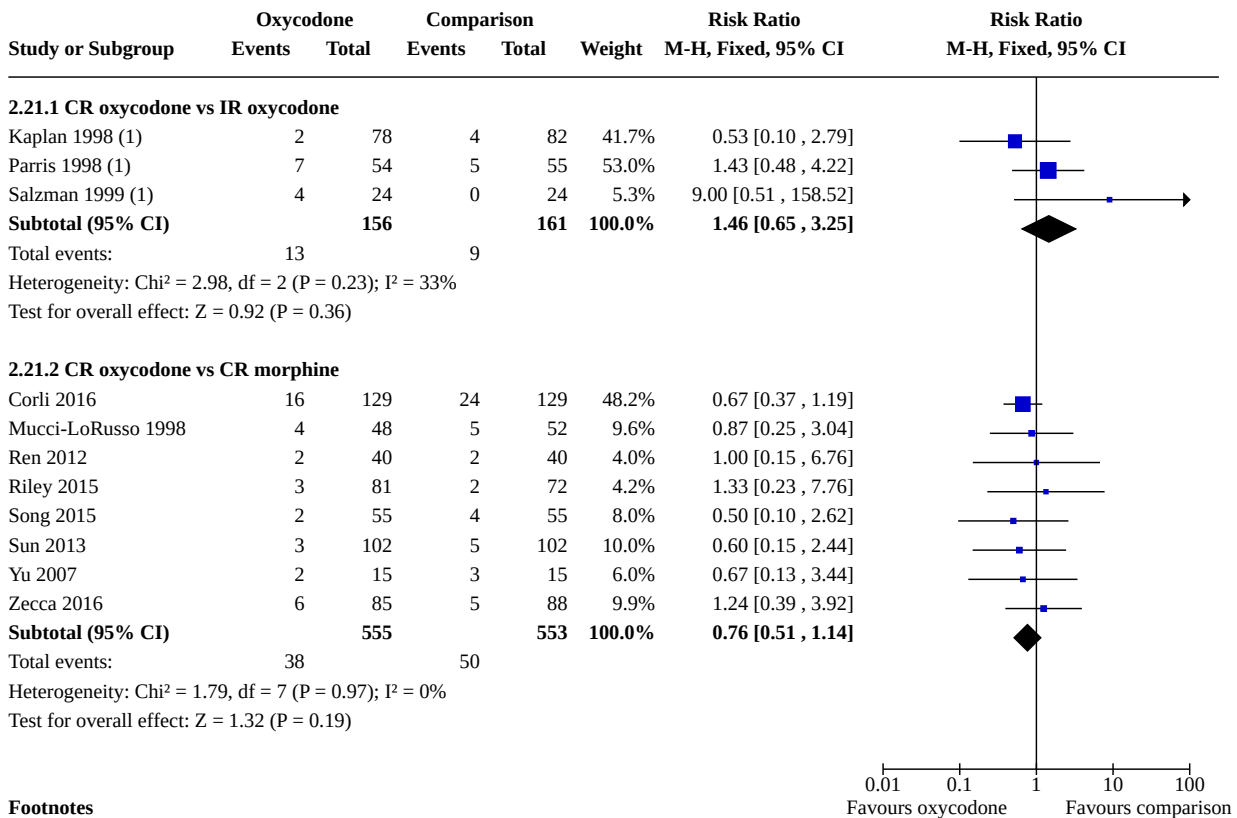 Oxycodone Comparison Risk Ratio Risk Ratio
Study or Subgroup Events Total Events Total Weight M-H, Fixed, 95% CI M-H, Fixed, 95% CI
2.21.1 CR oxycodone vs IR oxycodone
Kaplan 1998 (1) 2 78 4 82 41.7% 0.53 [0.10 , 2.79]
Parris 1998 (1) 7 54 5 55 53.0% 1.43 [0.48 , 4.22]
Salzman 1999 (1) 4 24 0 24 5.3% 9.00 [0.51 , 158.52]
Subtotal (95% CI) 156 161 100.0% 1.46 [0.65 , 3.25]
Total events: 13 9
Heterogeneity: Chi² = 2.98, df = 2 (P = 0.23); I² = 33%
Test for overall effect: Z = 0.92 (P = 0.36)
2.21.2 CR oxycodone vs CR morphine
Corli 2016 16 129 24 129 48.2% 0.67 [0.37 , 1.19]
Mucci-LoRusso 1998 4 48 5 52 9.6% 0.87 [0.25 , 3.04]
Ren 2012 2 40 2 40 4.0% 1.00 [0.15 , 6.76]
Riley 2015 3 81 2 72 4.2% 1.33 [0.23 , 7.76]
Song 2015 2 55 4 55 8.0% 0.50 [0.10 , 2.62]
Sun 2013 3 102 5 102 10.0% 0.60 [0.15 , 2.44]
Yu 2007 2 15 3 15 6.0% 0.67 [0.13 , 3.44]
Zecca 2016 6 85 5 88 9.9% 1.24 [0.39 , 3.92]
Subtotal (95% CI) 555 553 100.0% 0.76 [0.51 , 1.14]
Total events: 38 50
Heterogeneity: Chi² = 1.79, df = 7 (P = 0.97); I² = 0%
Test for overall effect: Z = 1.32 (P = 0.19)
0.01 0.1 1 10 100
Favours oxycodone Favours comparison
Footnotes